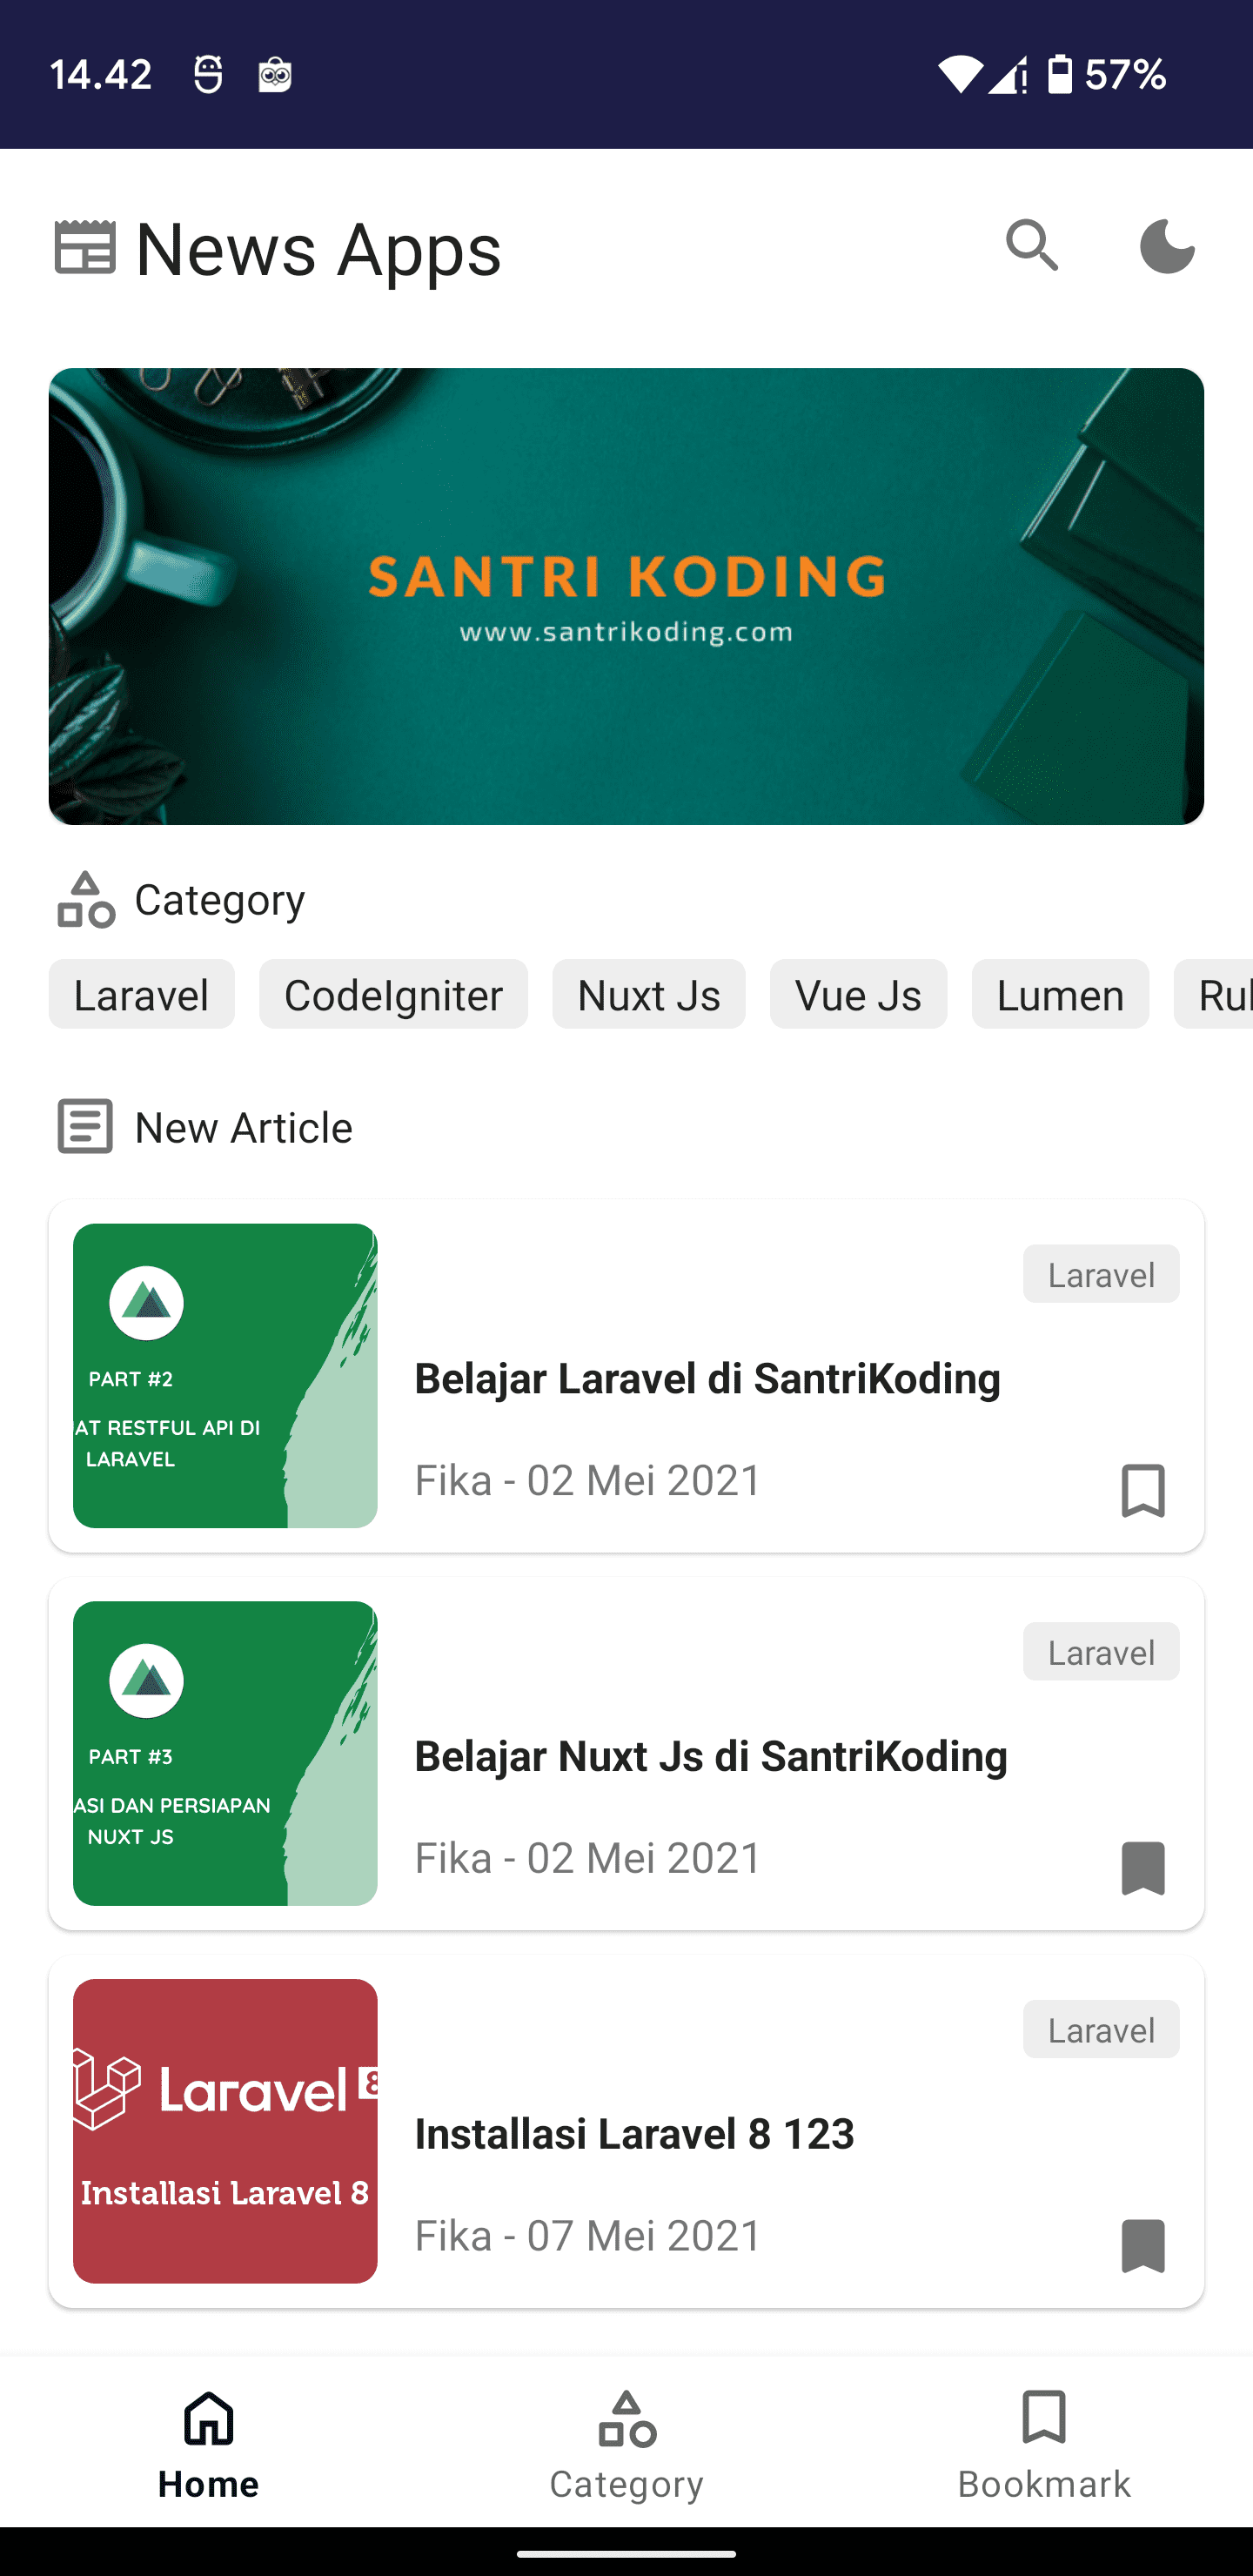 14.42 57%
News Apps
SANTRI KODING
www.santrikoding.com
Category
Laravel CodeIgniter Nuxt Js Vue Js Lumen
New Article
Laravel
PART #2
AT RESTFUL API DI
LARAVEL
Belajar Laravel di SantriKoding
Fika - 02 Mei 2021
Laravel
PART #3
ASI DAN PERSIAPAN
NUXT JS
Belajar Nuxt Js di SantriKoding
Fika - 02 Mei 2021
Laravel
Laravel 8
Installasi Laravel 8
Installasi Laravel 8 123
Fika - 07 Mei 2021
Home Category Bookmark